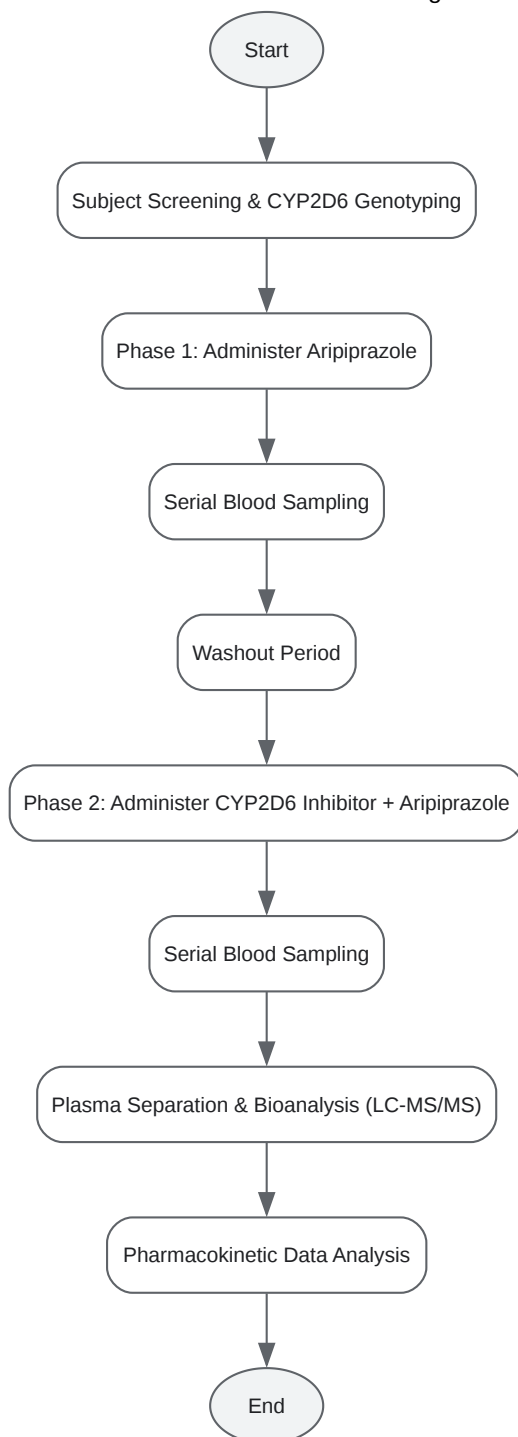 Start
Subject Screening & CYP2D6 Genotyping
Phase 1: Administer Aripiprazole
Serial Blood Sampling
Washout Period
Phase 2: Administer CYP2D6 Inhibitor + Aripiprazole
Serial Blood Sampling
Plasma Separation & Bioanalysis (LC-MS/MS)
Pharmacokinetic Data Analysis
End